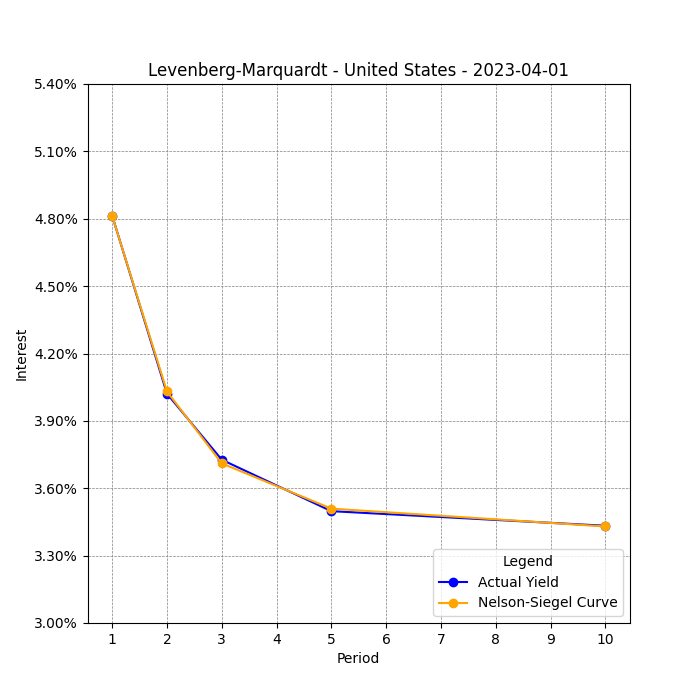 Levenberg-Marquardt - United States - 2023-04-01
5.40%
5.10%
4.80%
4.50%
4.20%
3.90%
3.60%
3.30%
3.00%
Interest
1 2 3 4 5 6 7 8 9 10
Period
Legend
Actual Yield
Nelson-Siegel Curve